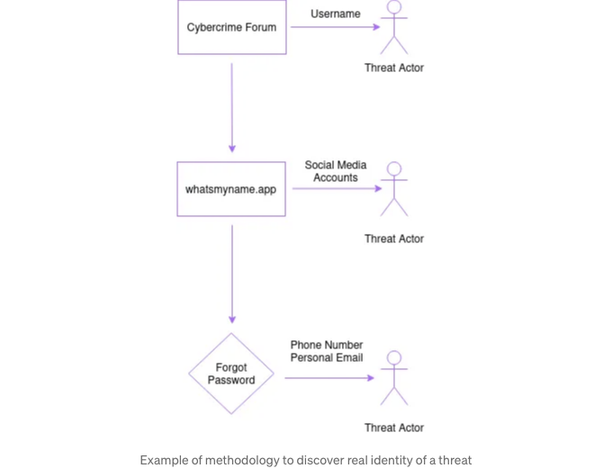 Username
Cybercrime Forum
Threat Actor
Social Media
Accounts
whatsmyname.app
Threat Actor
Phone Number
Personal Email
Forgot
Password
Threat Actor
Example of methodology to discover real identity of a threat